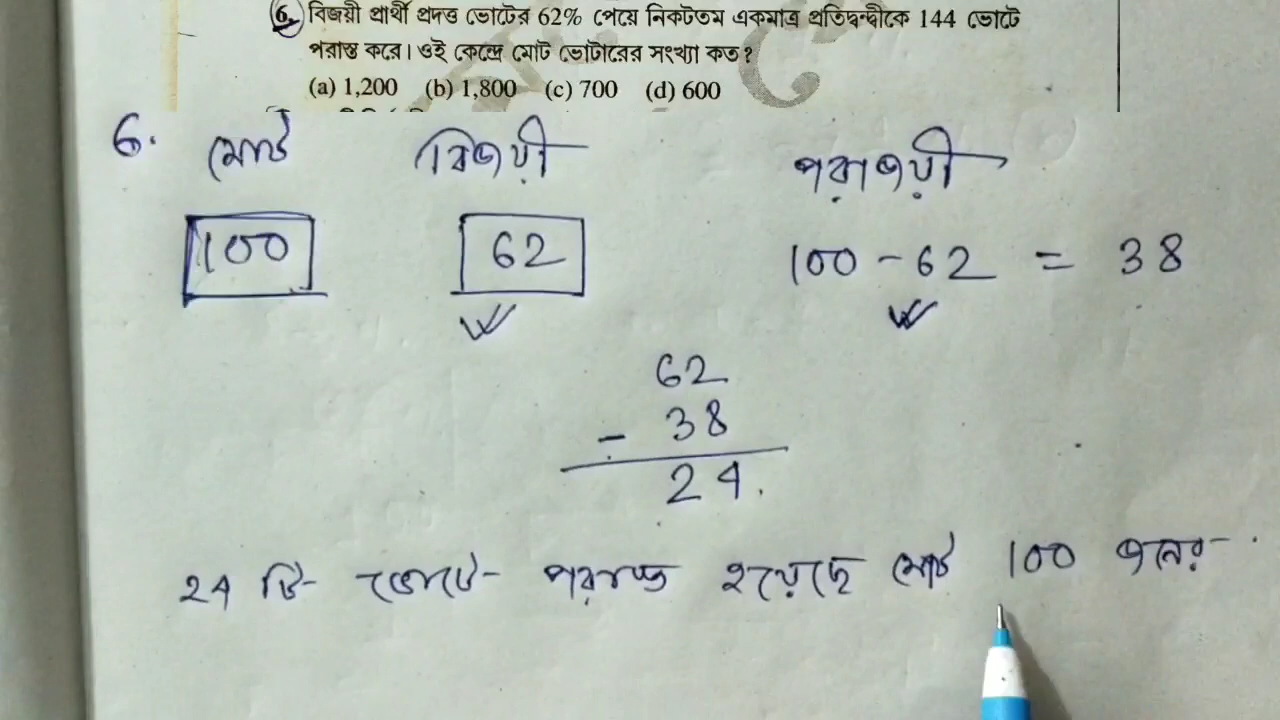 6. বিজয়ী প্রার্থী প্রদত্ত ভোটের 62% পেয়ে নিকটতম একমাত্র প্রতিদ্বন্দ্বীকে 144 ভোটে
পরাস্ত করে। ওই কেন্দ্রে মোট ভোটারের সংখ্যা কত?
(a) 1,200 (b) 1,800 (c) 700 (d) 600
6. মোট বিজয়ী পরাজয়ী
100 62 100 - 62 = 38
62
- 38
24.
24 টি ভোটে পরাস্ত হয়েছে মোট 100 জনের